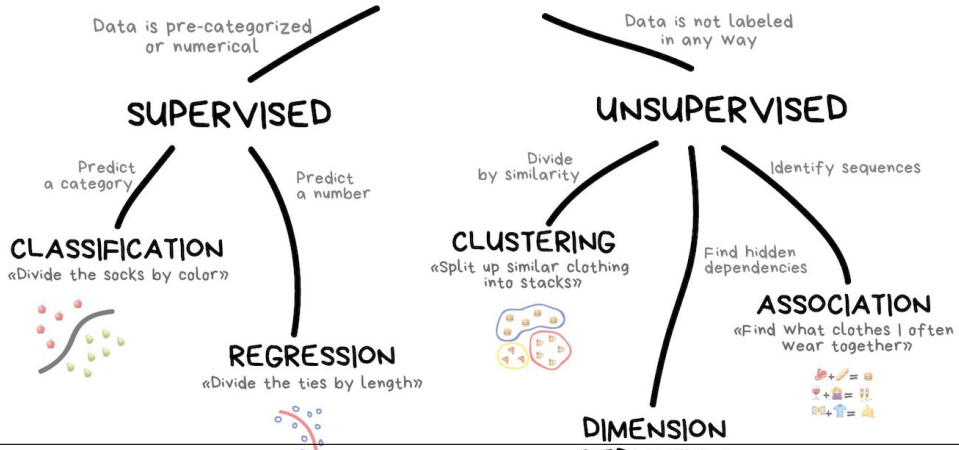 Data is pre-categorized
or numerical
Data is not labeled
in any way
SUPERVISED
UNSUPERVISED
Predict
a category
Predict
a number
Divide
by similarity
Identify sequences
CLASSIFICATION
«Divide the socks by color»
CLUSTERING
«Split up similar clothing
into stacks»
Find hidden
dependencies
ASSOCIATION
«Find what clothes I often
wear together»
REGRESSION
«Divide the ties by length»
+ =
+ =
+ =
DIMENSION